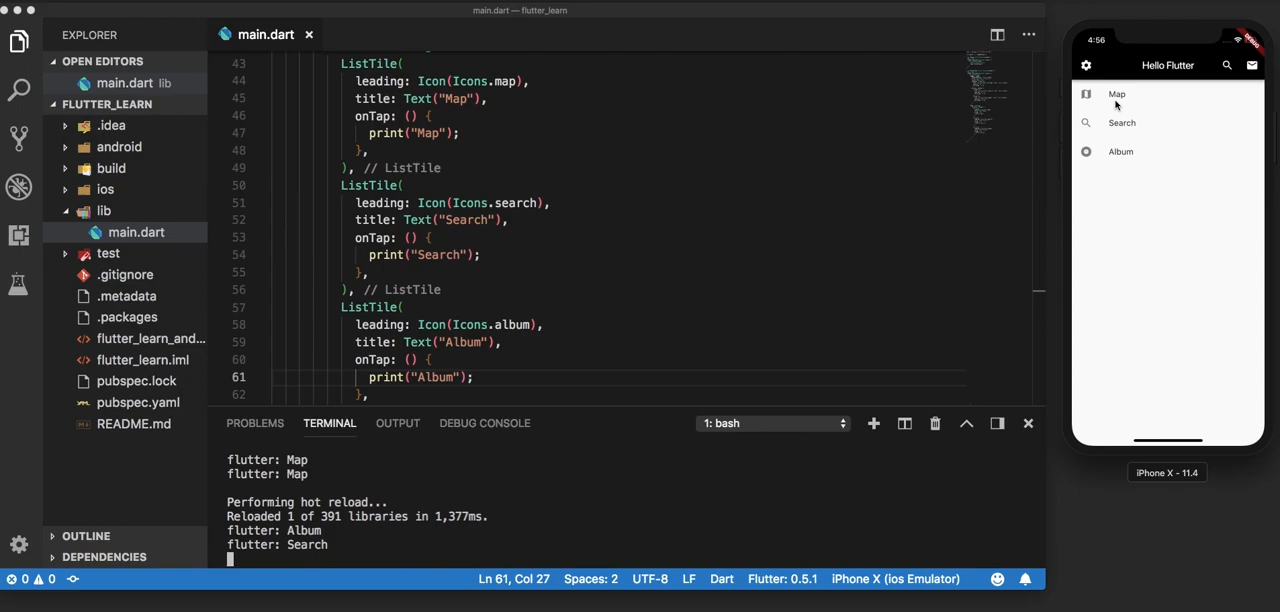 main.dart — flutter_learn
EXPLORER
OPEN EDITORS
main.dart lib
FLUTTER_LEARN
.idea
android
build
ios
lib
main.dart
test
.gitignore
.metadata
.packages
flutter_learn_and...
flutter_learn.iml
pubspec.lock
pubspec.yaml
README.md
OUTLINE
DEPENDENCIES
main.dart
43 ListTile(
44 leading: Icon(Icons.map),
45 title: Text("Map"),
46 onTap: () {
47 print("Map");
48 },
49 ), // ListTile
50 ListTile(
51 leading: Icon(Icons.search),
52 title: Text("Search"),
53 onTap: () {
54 print("Search");
55 },
56 ), // ListTile
57 ListTile(
58 leading: Icon(Icons.album),
59 title: Text("Album"),
60 onTap: () {
61 print("Album");
62 },
PROBLEMS TERMINAL OUTPUT DEBUG CONSOLE 1: bash
flutter: Map
flutter: Map
Performing hot reload...
Reloaded 1 of 391 libraries in 1,377ms.
flutter: Album
flutter: Search
0 0 Ln 61, Col 27 Spaces: 2 UTF-8 LF Dart Flutter: 0.5.1 iPhone X (ios Emulator)
4:56
DEBUG
Hello Flutter
Map
Search
Album
iPhone X - 11.4